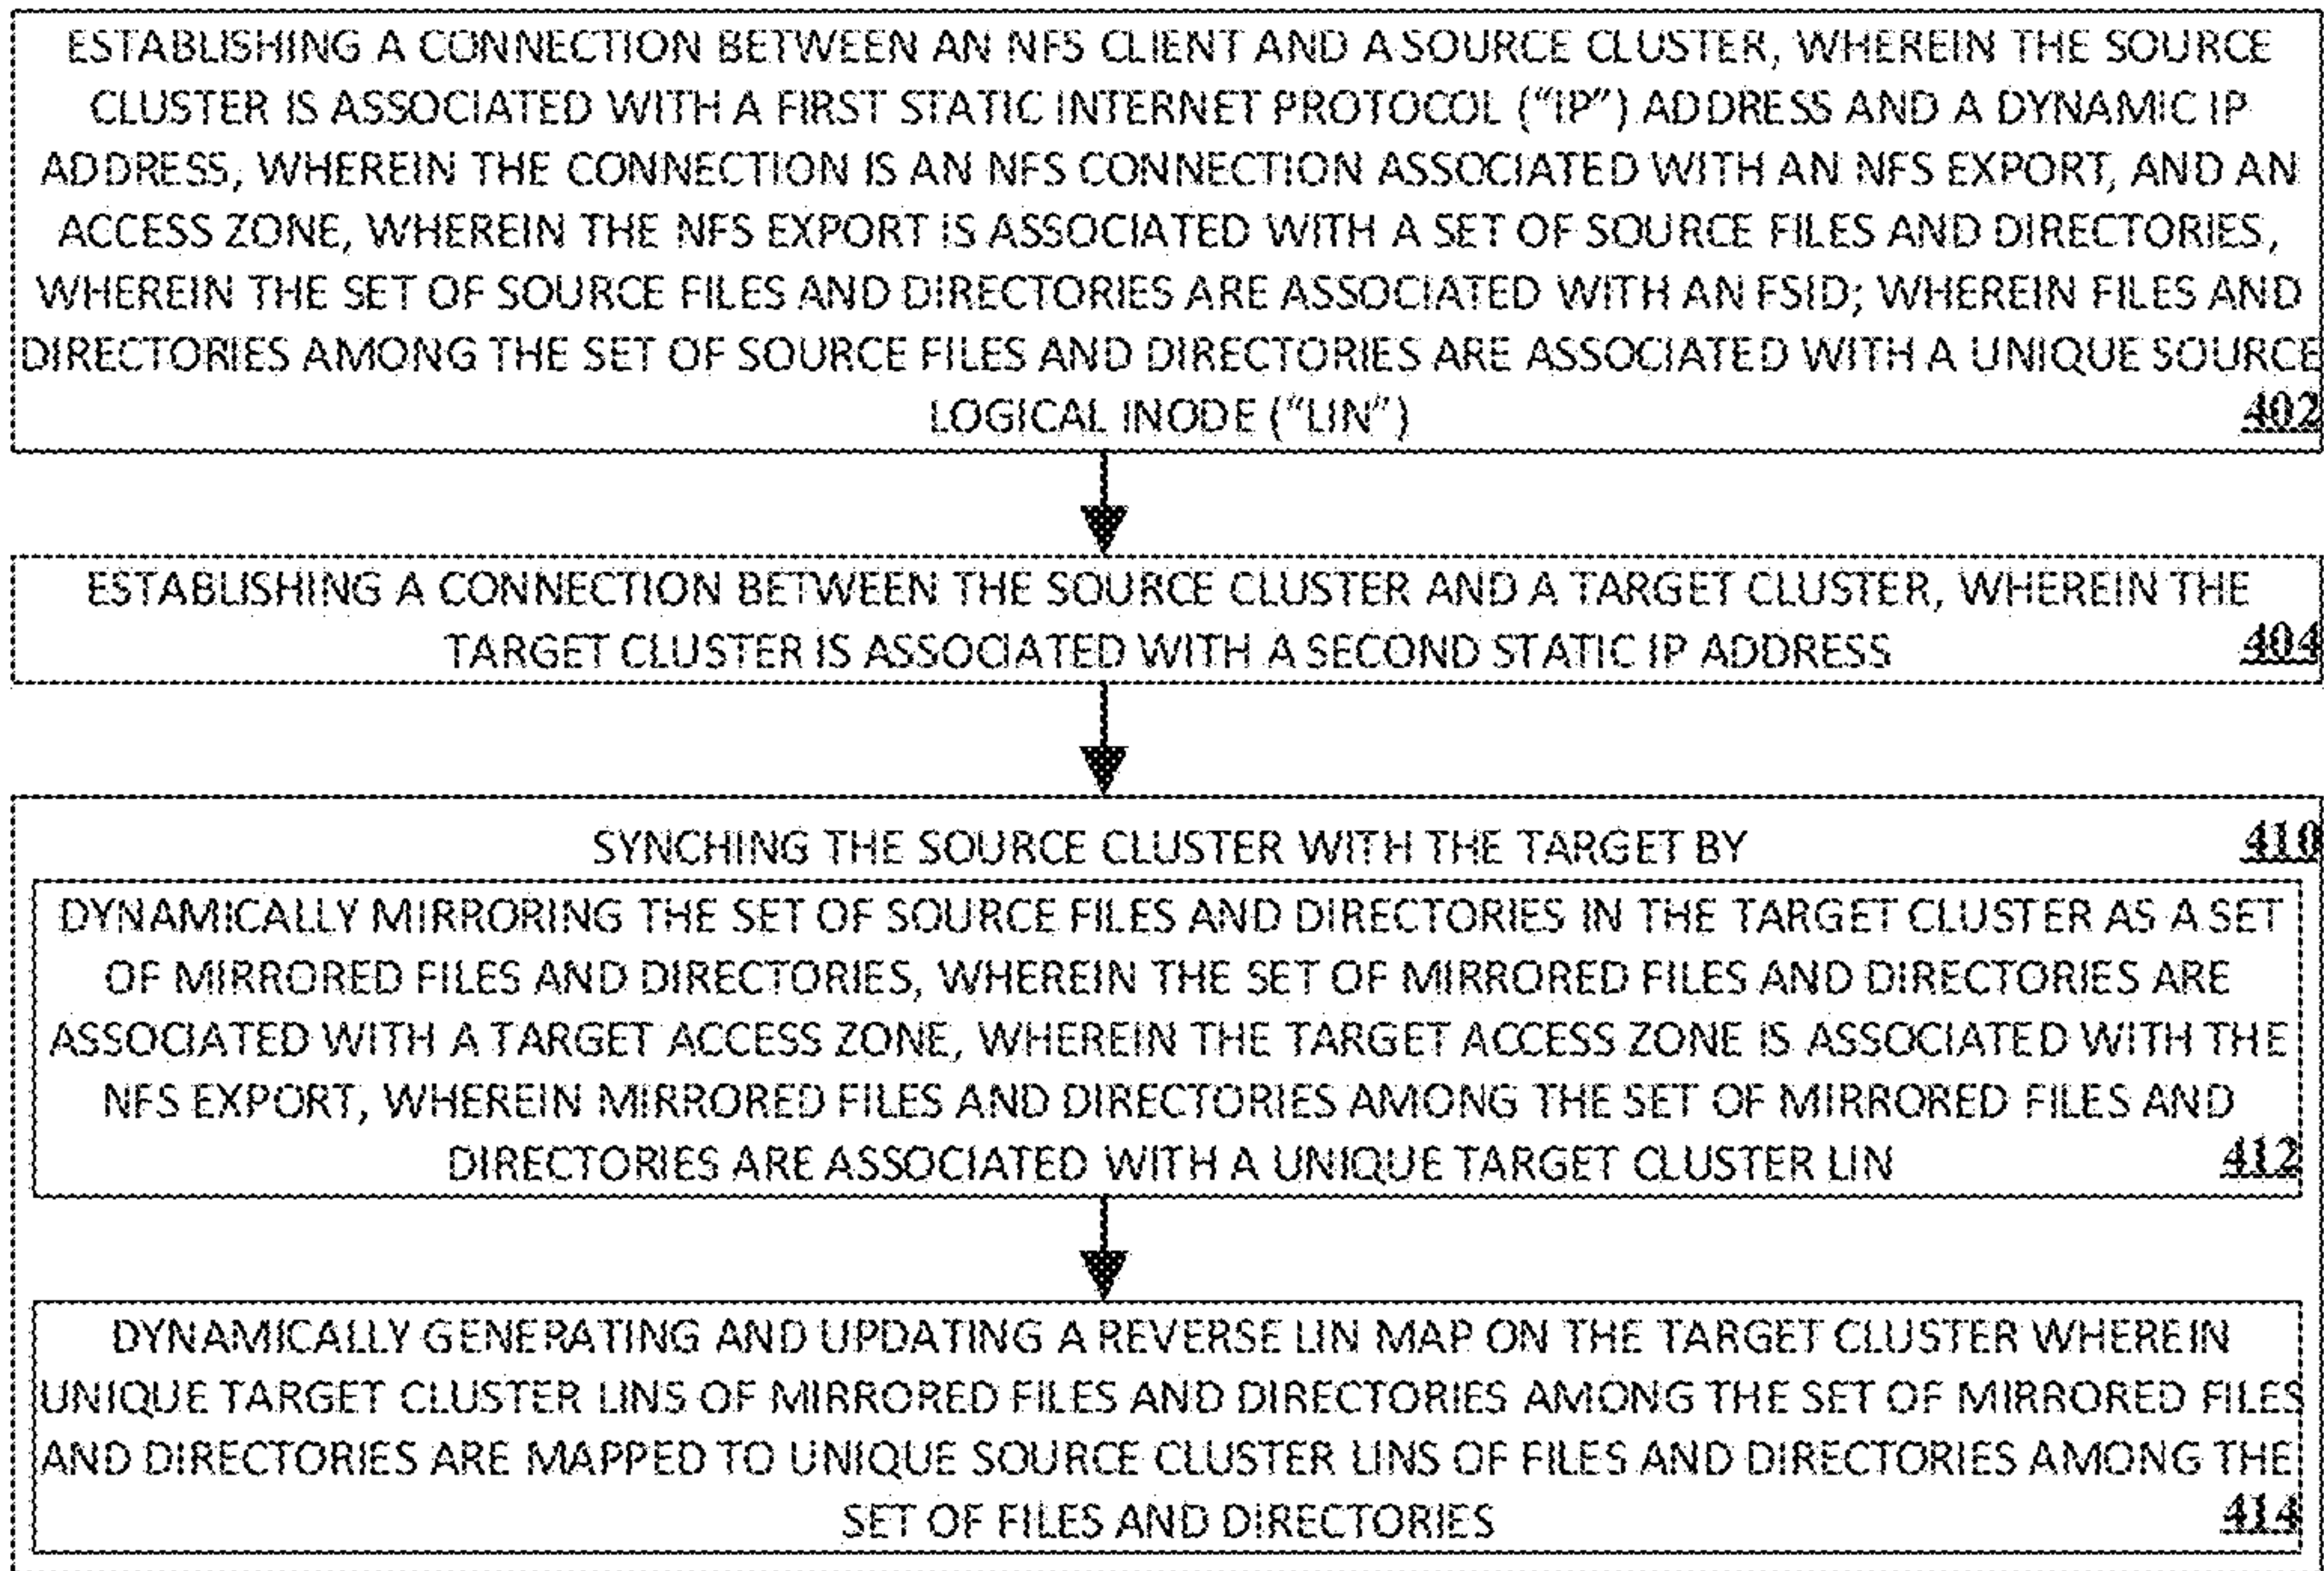 ESTABLISHING A CONNECTION BETWEEN AN NFS CLIENT AND A SOURCE CLUSTER, WHEREIN THE SOURCE
CLUSTER IS ASSOCIATED WITH A FIRST STATIC INTERNET PROTOCOL ("IP") ADDRESS AND A DYNAMIC IP
ADDRESS, WHEREIN THE CONNECTION IS AN NFS CONNECTION ASSOCIATED WITH AN NFS EXPORT, AND AN
ACCESS ZONE, WHEREIN THE NFS EXPORT IS ASSOCIATED WITH A SET OF SOURCE FILES AND DIRECTORIES,
WHEREIN THE SET OF SOURCE FILES AND DIRECTORIES ARE ASSOCIATED WITH AN FSID; WHEREIN FILES AND
DIRECTORIES AMONG THE SET OF SOURCE FILES AND DIRECTORIES ARE ASSOCIATED WITH A UNIQUE SOURCE
LOGICAL INODE ("LIN") 402
ESTABLISHING A CONNECTION BETWEEN THE SOURCE CLUSTER AND A TARGET CLUSTER, WHEREIN THE
TARGET CLUSTER IS ASSOCIATED WITH A SECOND STATIC IP ADDRESS 404
SYNCHING THE SOURCE CLUSTER WITH THE TARGET BY 410
DYNAMICALLY MIRRORING THE SET OF SOURCE FILES AND DIRECTORIES IN THE TARGET CLUSTER AS A SET
OF MIRRORED FILES AND DIRECTORIES, WHEREIN THE SET OF MIRRORED FILES AND DIRECTORIES ARE
ASSOCIATED WITH A TARGET ACCESS ZONE, WHEREIN THE TARGET ACCESS ZONE IS ASSOCIATED WITH THE
NFS EXPORT, WHEREIN MIRRORED FILES AND DIRECTORIES AMONG THE SET OF MIRRORED FILES AND
DIRECTORIES ARE ASSOCIATED WITH A UNIQUE TARGET CLUSTER LIN 412
DYNAMICALLY GENERATING AND UPDATING A REVERSE LIN MAP ON THE TARGET CLUSTER WHEREIN
UNIQUE TARGET CLUSTER LINS OF MIRRORED FILES AND DIRECTORIES AMONG THE SET OF MIRRORED FILES
AND DIRECTORIES ARE MAPPED TO UNIQUE SOURCE CLUSTER LINS OF FILES AND DIRECTORIES AMONG THE
SET OF FILES AND DIRECTORIES 414